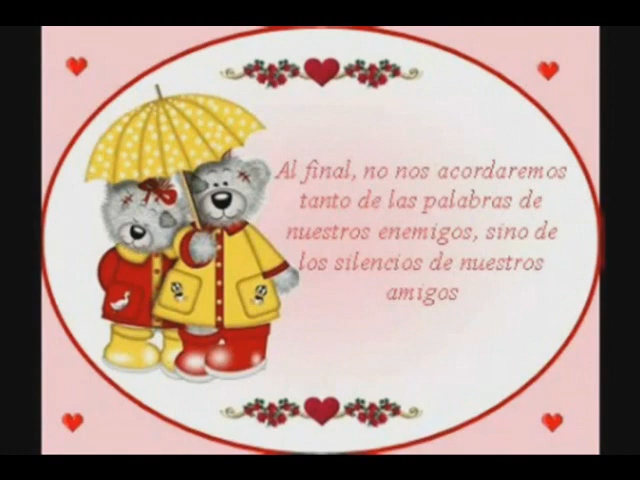 Al final, no nos acordaremos
tanto de las palabras de
nuestros enemigos, sino de
los silencios de nuestros
amigos